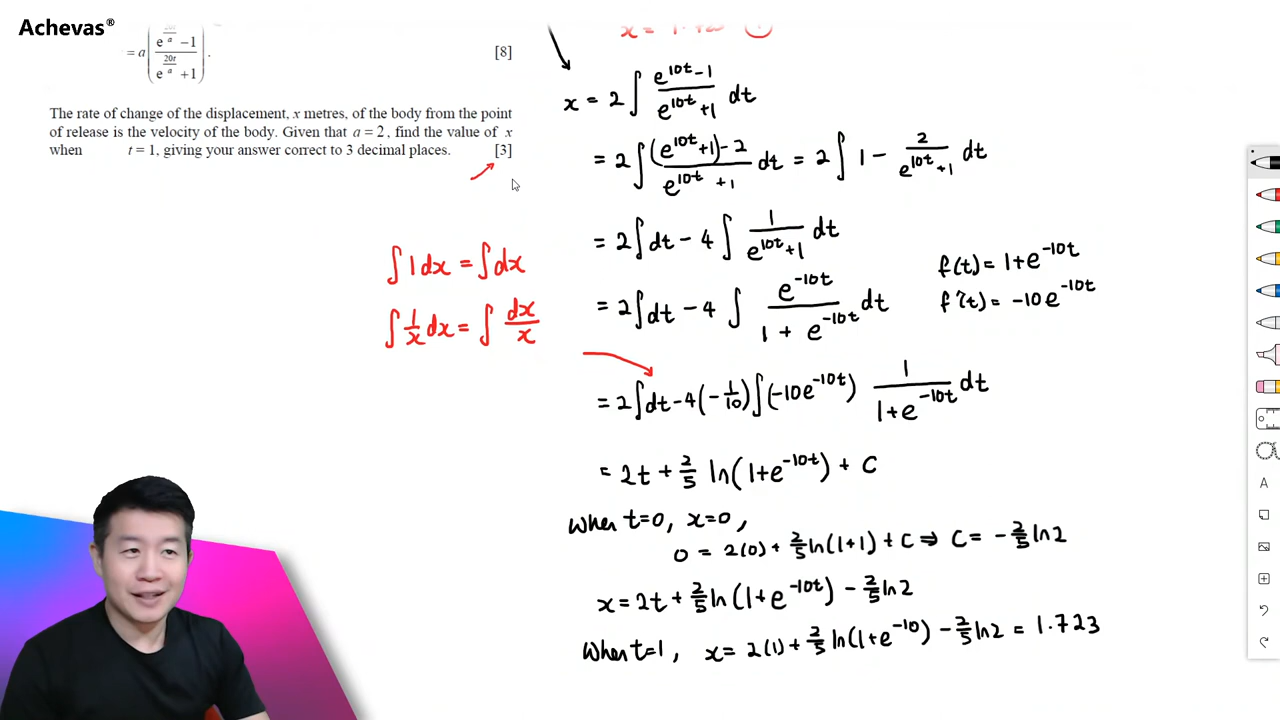 Achevas®
= a( (e^(20t/a) − 1)/(e^(20t/a) + 1) ).
[8]
The rate of change of the displacement, x metres, of the body from the point
of release is the velocity of the body. Given that a = 2, find the value of x
when t = 1, giving your answer correct to 3 decimal places. [3]
∫ 1 dx = ∫ dx
∫ 1/x dx = ∫ dx/x
x = 2 ∫ (e^(10t) − 1)/(e^(10t) + 1) dt
= 2 ∫ ((e^(10t) + 1) − 2)/(e^(10t) + 1) dt = 2 ∫ 1 − 2/(e^(10t) + 1) dt
= 2 ∫ dt − 4 ∫ 1/(e^(10t) + 1) dt
= 2 ∫ dt − 4 ∫ e^(−10t)/(1 + e^(−10t)) dt
f(t) = 1 + e^(−10t)
f'(t) = −10e^(−10t)
= 2 ∫ dt − 4(−1/10) ∫ (−10e^(−10t)) 1/(1 + e^(−10t)) dt
= 2t + 2/5 ln(1 + e^(−10t)) + C
When t=0, x=0,
0 = 2(0) + 2/5 ln(1+1) + C ⇒ C = −2/5 ln2
x = 2t + 2/5 ln(1 + e^(−10t)) − 2/5 ln2
When t=1, x = 2(1) + 2/5 ln(1 + e^(−10)) − 2/5 ln2 = 1.723
A